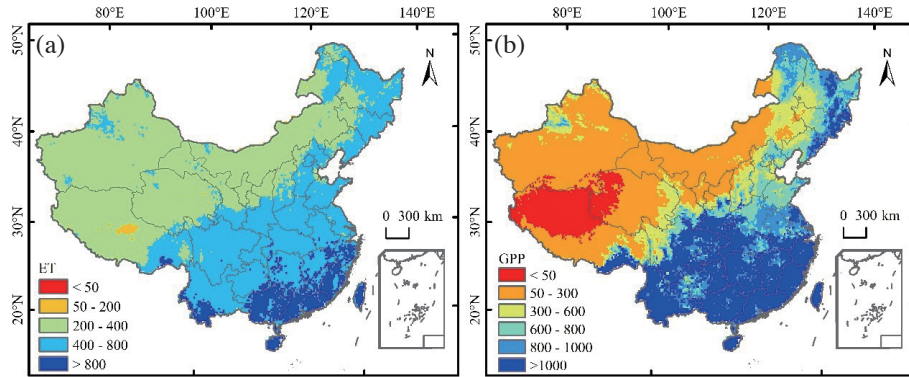 80°E 100°E 120°E 140°E
(a)
N
50°N
40°N
30°N
20°N
0 300 km
ET
< 50
50 - 200
200 - 400
400 - 800
> 800
80°E 100°E 120°E 140°E
(b)
N
50°N
40°N
30°N
20°N
0 300 km
GPP
< 50
50 - 300
300 - 600
600 - 800
800 - 1000
>1000